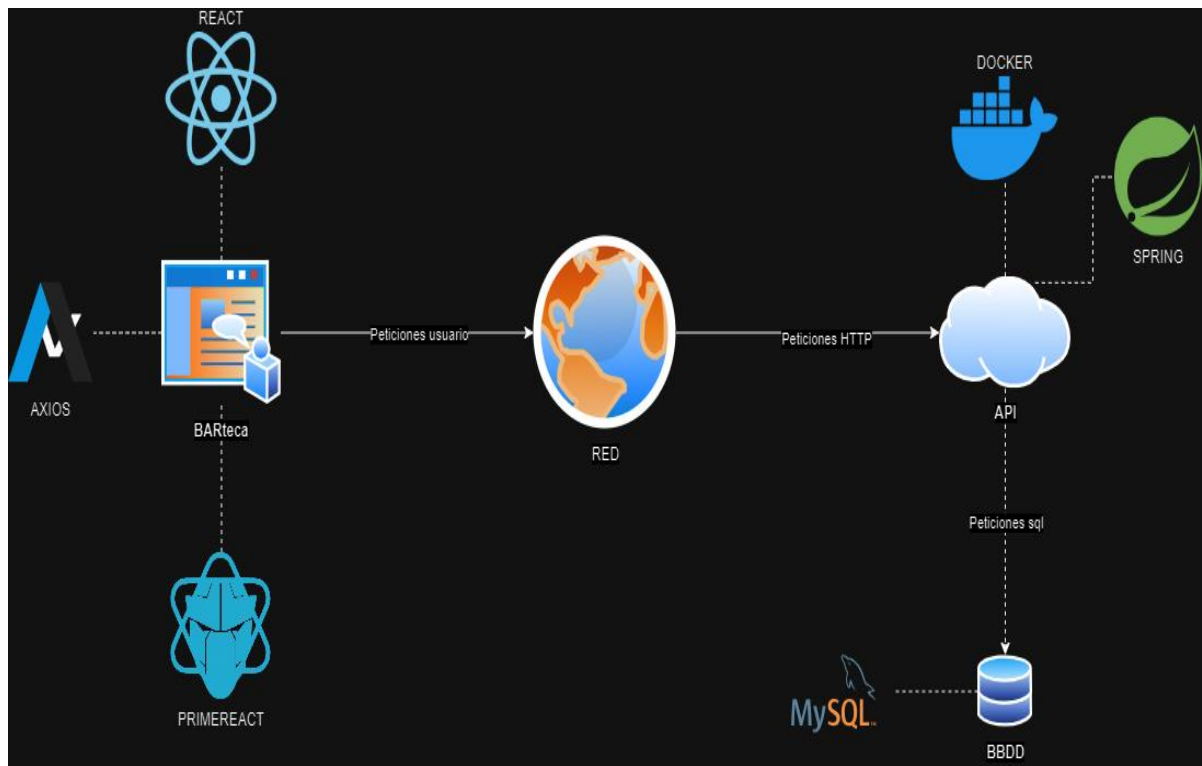 REACT
DOCKER
SPRING
Peticiones usuario
Peticiones HTTP
AXIOS
BARteca
API
RED
Peticiones sql
MySQL
PRIMEREACT
BBDD